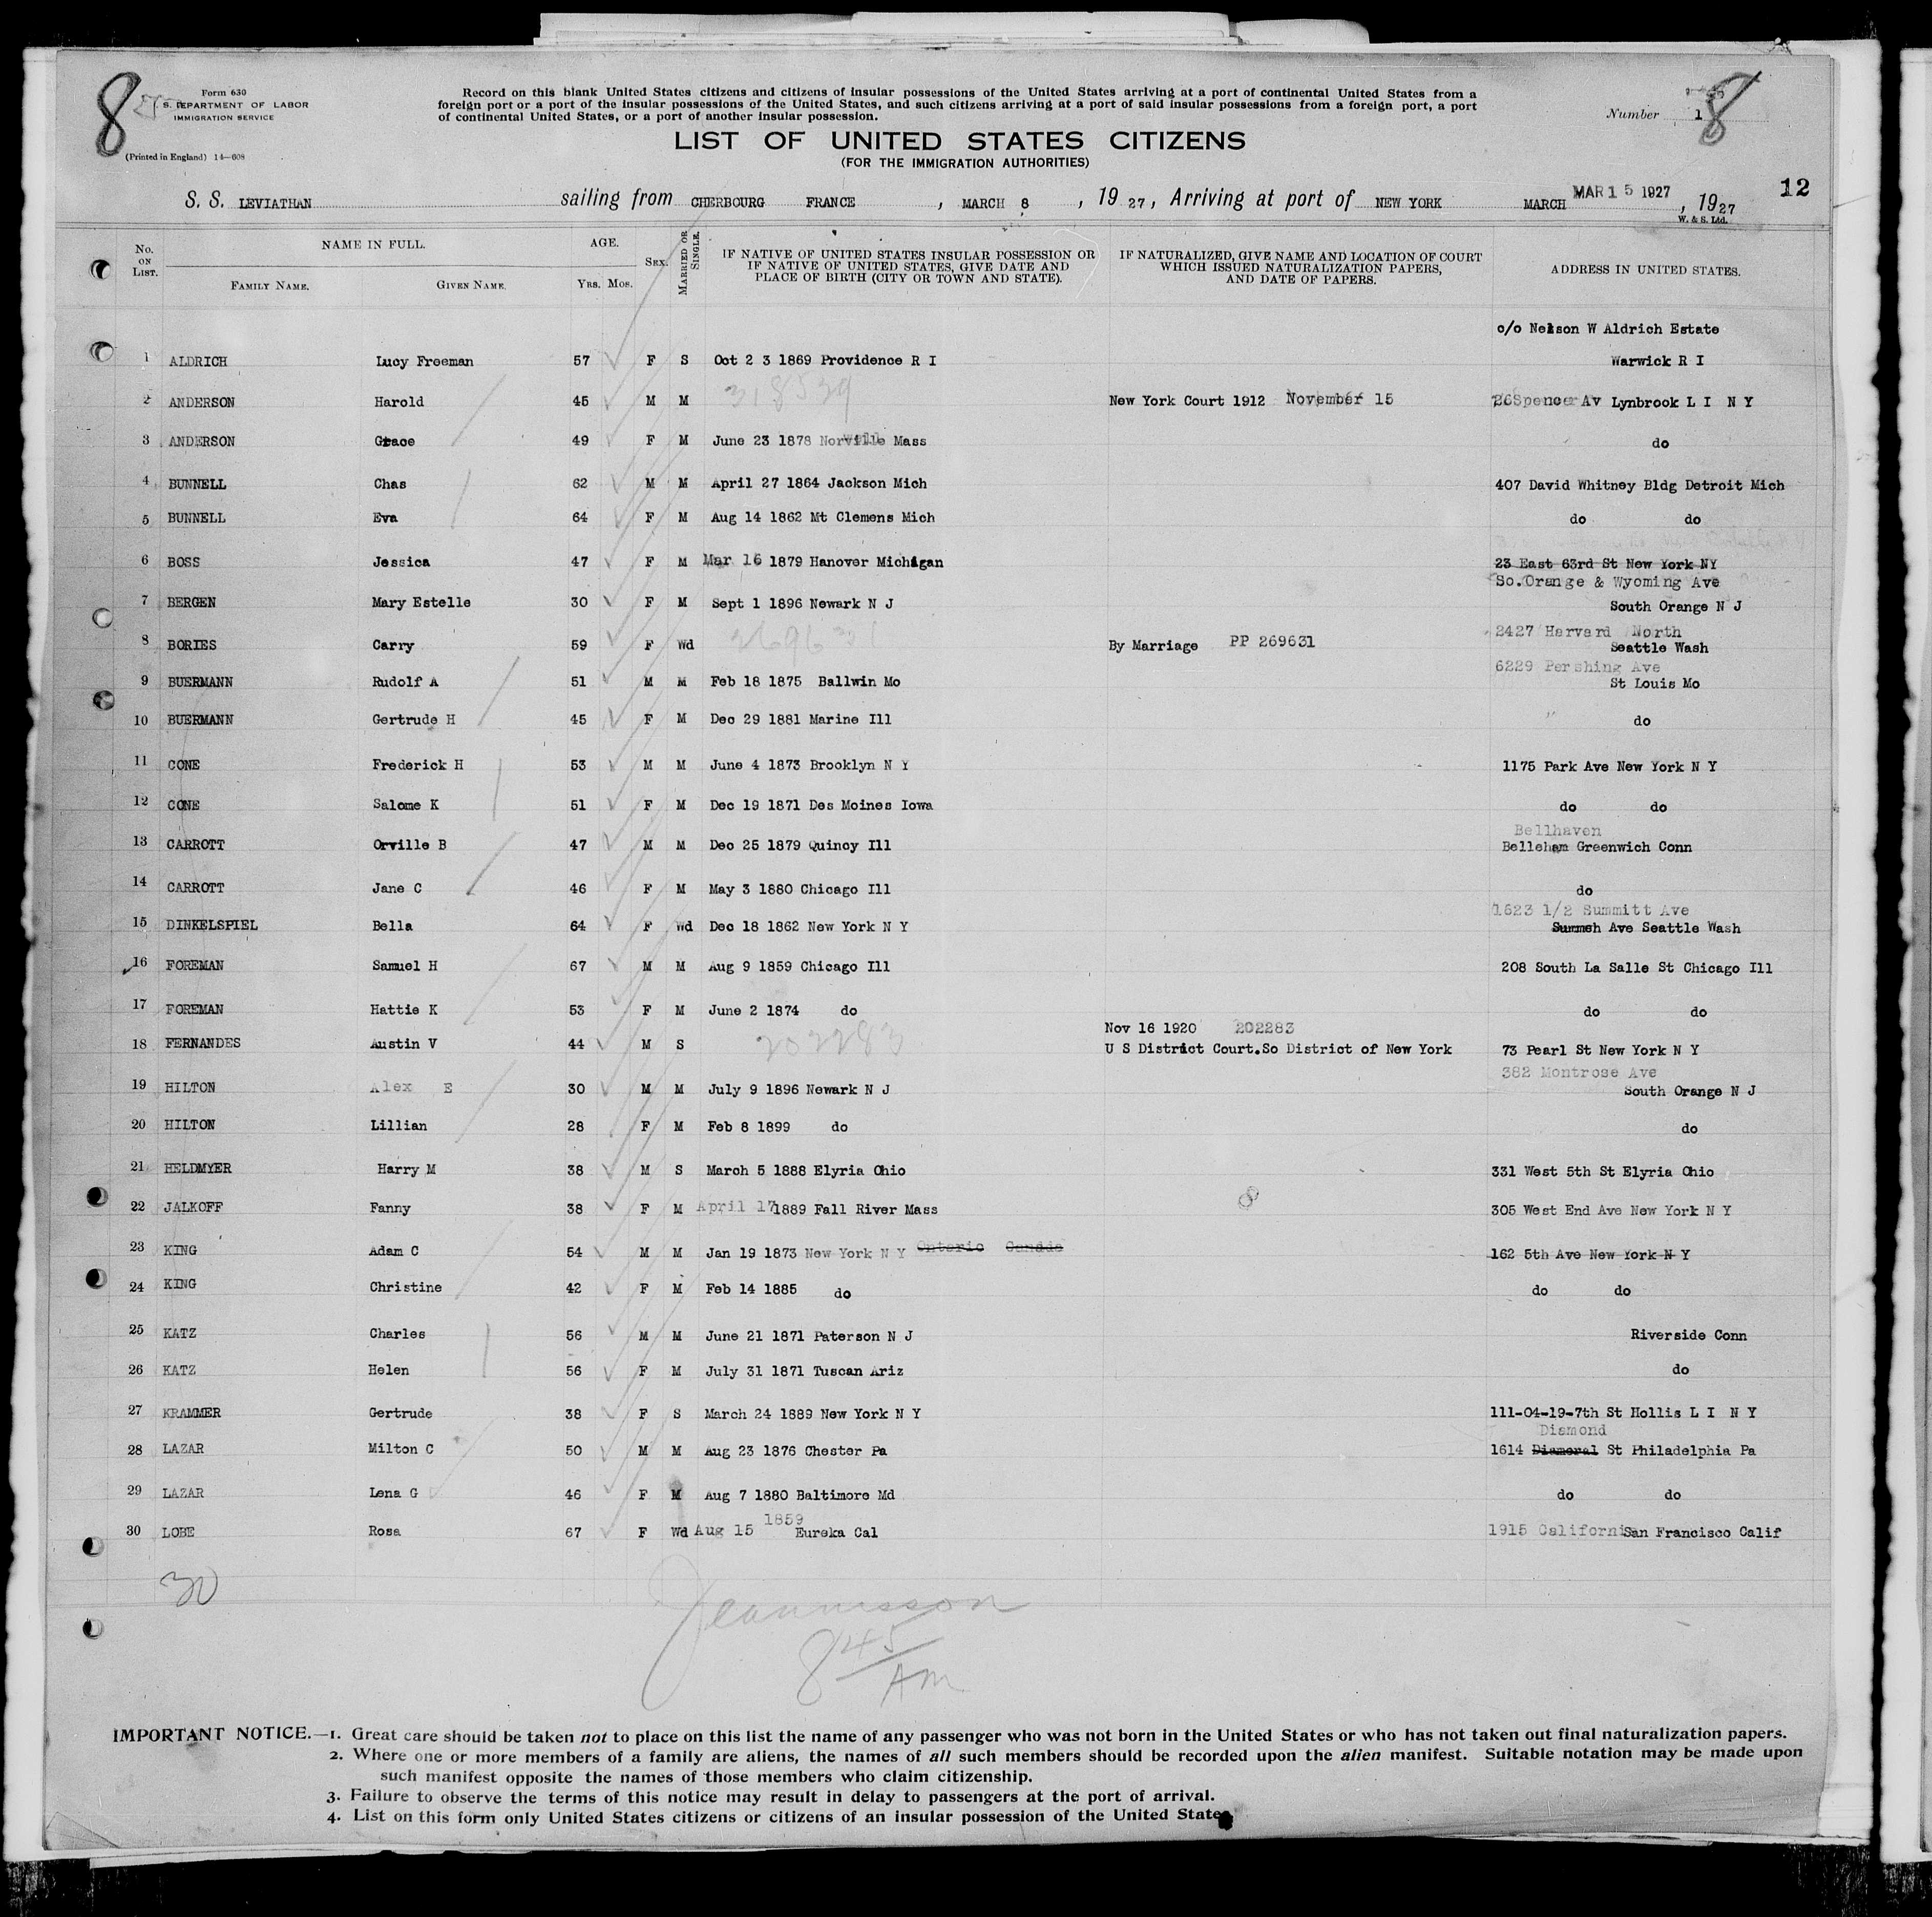 8
Form 630
U. S. DEPARTMENT OF LABOR
IMMIGRATION SERVICE
(Printed in England) 14—608
Record on this blank United States citizens and citizens of insular possessions of the United States arriving at a port of continental United States from a
foreign port or a port of the insular possessions of the United States, and such citizens arriving at a port of said insular possessions from a foreign port, a port
of continental United States, or a port of another insular possession.
LIST OF UNITED STATES CITIZENS
(FOR THE IMMIGRATION AUTHORITIES)
Number 1 8
12
S. S. LEVIATHAN sailing from CHERBOURG FRANCE , MARCH 8 , 19 27, Arriving at port of NEW YORK MARCH MAR 15 1927 , 1927
W. & S. Ltd.
No. ON LIST. NAME IN FULL. FAMILY NAME. GIVEN NAME. AGE. YRS. MOS. SEX. MARRIED OR SINGLE. IF NATIVE OF UNITED STATES INSULAR POSSESSION OR IF NATIVE OF UNITED STATES, GIVE DATE AND PLACE OF BIRTH (CITY OR TOWN AND STATE). IF NATURALIZED, GIVE NAME AND LOCATION OF COURT WHICH ISSUED NATURALIZATION PAPERS, AND DATE OF PAPERS. ADDRESS IN UNITED STATES.
c/o Nelson W Aldrich Estate
1 ALDRICH Lucy Freeman 57 F S Oct 2 3 1869 Providence R I Warwick R I
2 ANDERSON Harold 45 M M 318539 New York Court 1912 November 15 26Spencer Av Lynbrook L I N Y
3 ANDERSON Grace 49 F M June 23 1878 Mass do
4 BUNNELL Chas 62 M M April 27 1864 Jackson Mich 407 David Whitney Bldg Detroit Mich
5 BUNNELL Eva 64 F M Aug 14 1862 Mt Clemens Mich do do
6 BOSS Jessica 47 F M Mar 16 1879 Hanover Michigan 23 East 63rd St New York NY
So.Orange & Wyoming Ave
7 BERGEN Mary Estelle 30 F M Sept 1 1896 Newark N J South Orange N J
2427 Harvard North
8 BORIES Carry 59 F Wd 269631 By Marriage PP 269631 Seattle Wash
6229 Pershing Ave
9 BUERMANN Rudolf A 51 M M Feb 18 1875 Ballwin Mo St Louis Mo
10 BUERMANN Gertrude H 45 F M Dec 29 1881 Marine Ill " do
11 CONE Frederick H 53 M M June 4 1873 Brooklyn N Y 1175 Park Ave New York N Y
12 CONE Salome K 51 F M Dec 19 1871 Des Moines Iowa do do
Bellhaven
13 CARROTT Orville B 47 M M Dec 25 1879 Quincy Ill Belleham Greenwich Conn
14 CARROTT Jane C 46 F M May 3 1880 Chicago Ill do
1623 1/2 Summitt Ave
15 DINKELSPIEL Bella 64 F Wd Dec 18 1862 New York N Y Ave Seattle Wash
16 FOREMAN Samuel H 67 M M Aug 9 1859 Chicago Ill 208 South La Salle St Chicago Ill
17 FOREMAN Hattie K 53 F M June 2 1874 do do do
Nov 16 1920 202283
18 FERNANDES Austin V 44 M S 202283 U S District Court.So District of New York 73 Pearl St New York N Y
382 Montrose Ave
19 HILTON Alex E 30 M M July 9 1896 Newark N J South Orange N J
20 HILTON Lillian 28 F M Feb 8 1899 do do
21 HELDMYER Harry M 38 M S March 5 1888 Elyria Ohio 331 West 5th St Elyria Ohio
22 JALKOFF Fanny 38 F M April 17 1889 Fall River Mass 305 West End Ave New York N Y
23 KING Adam C 54 M M Jan 19 1873 New York N Y Ontario Canada 162 5th Ave New York N Y
24 KING Christine 42 F M Feb 14 1885 do do do
25 KATZ Charles 56 M M June 21 1871 Paterson N J Riverside Conn
26 KATZ Helen 56 F M July 31 1871 Tuscan Ariz do
27 KRAMMER Gertrude 38 F S March 24 1889 New York N Y 111-04-19-7th St Hollis L I N Y
Diamond
28 LAZAR Milton C 50 M M Aug 23 1876 Chester Pa 1614 Diameral St Philadelphia Pa
29 LAZAR Lena G 46 F M Aug 7 1880 Baltimore Md do do
30 LOBE Rosa 67 F Wd Aug 15 1859 Eureka Cal 1915 California San Francisco Calif
30
8 45
AM
IMPORTANT NOTICE.—1. Great care should be taken not to place on this list the name of any passenger who was not born in the United States or who has not taken out final naturalization papers.
2. Where one or more members of a family are aliens, the names of all such members should be recorded upon the alien manifest. Suitable notation may be made upon
such manifest opposite the names of those members who claim citizenship.
3. Failure to observe the terms of this notice may result in delay to passengers at the port of arrival.
4. List on this form only United States citizens or citizens of an insular possession of the United States